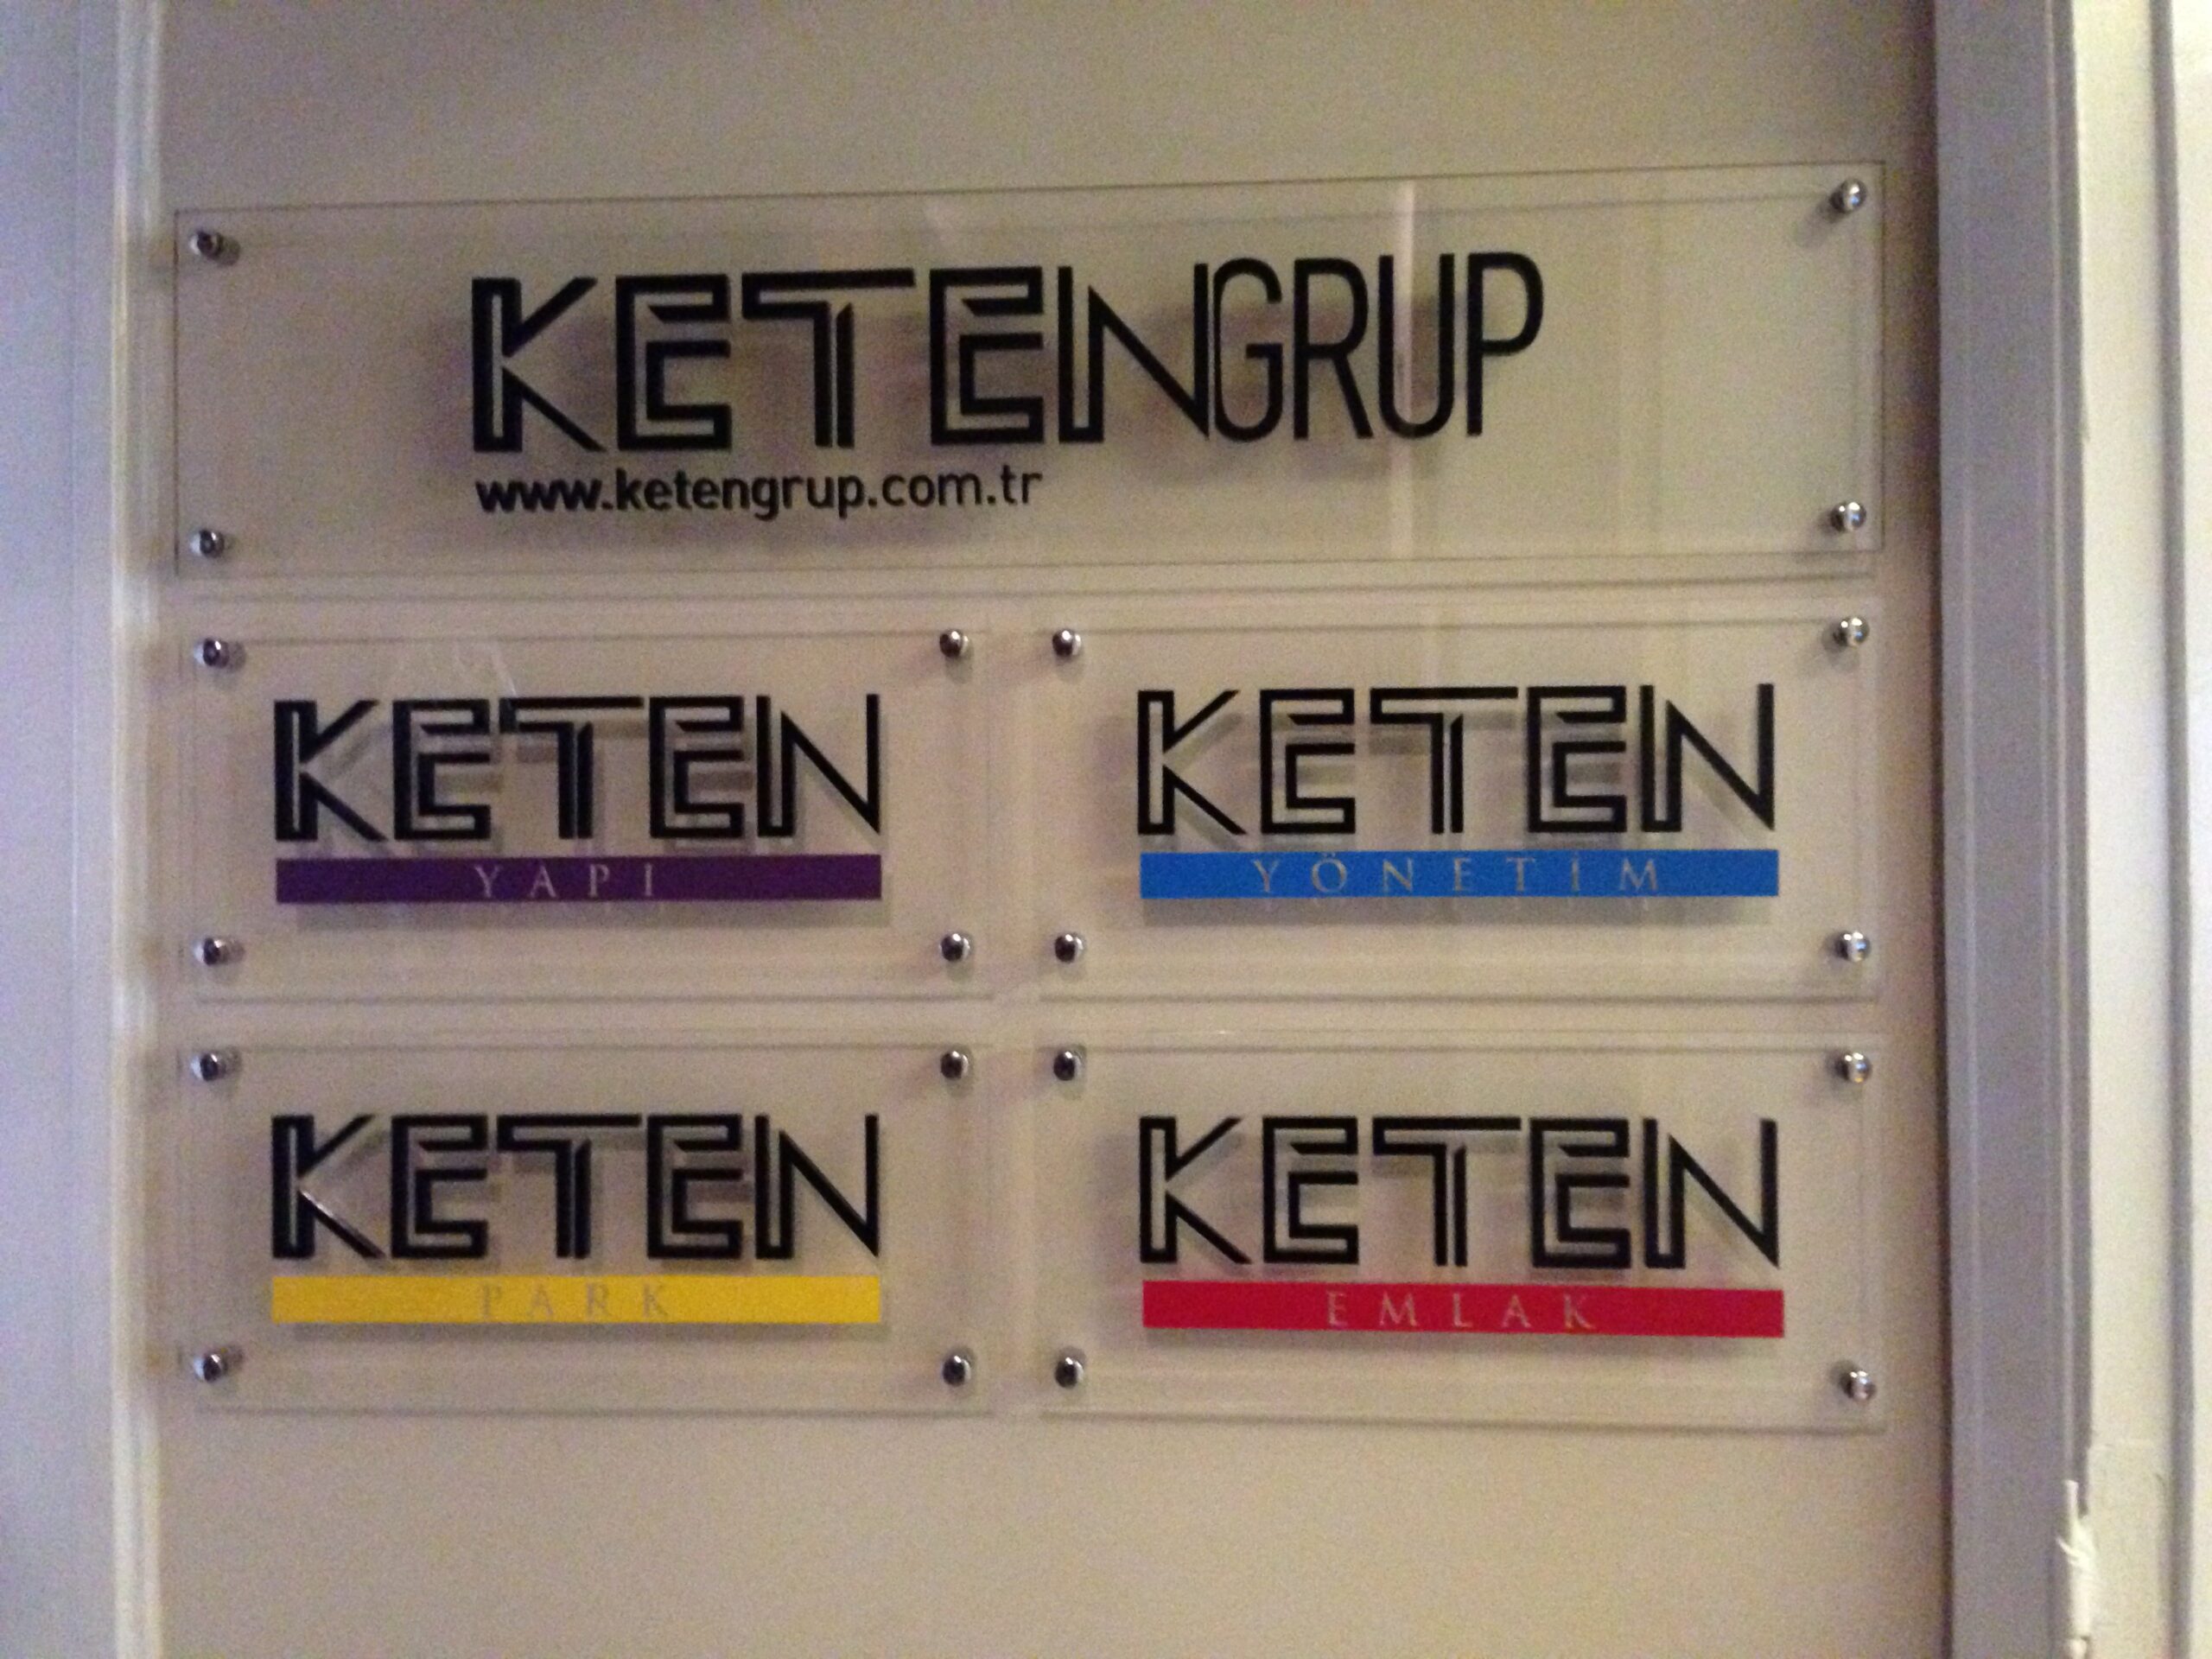 KETENGRUP
www.ketengrup.com.tr
KETEN
YAPI
KETEN
YÖNETİM
KETEN
PARK
KETEN
EMLAK